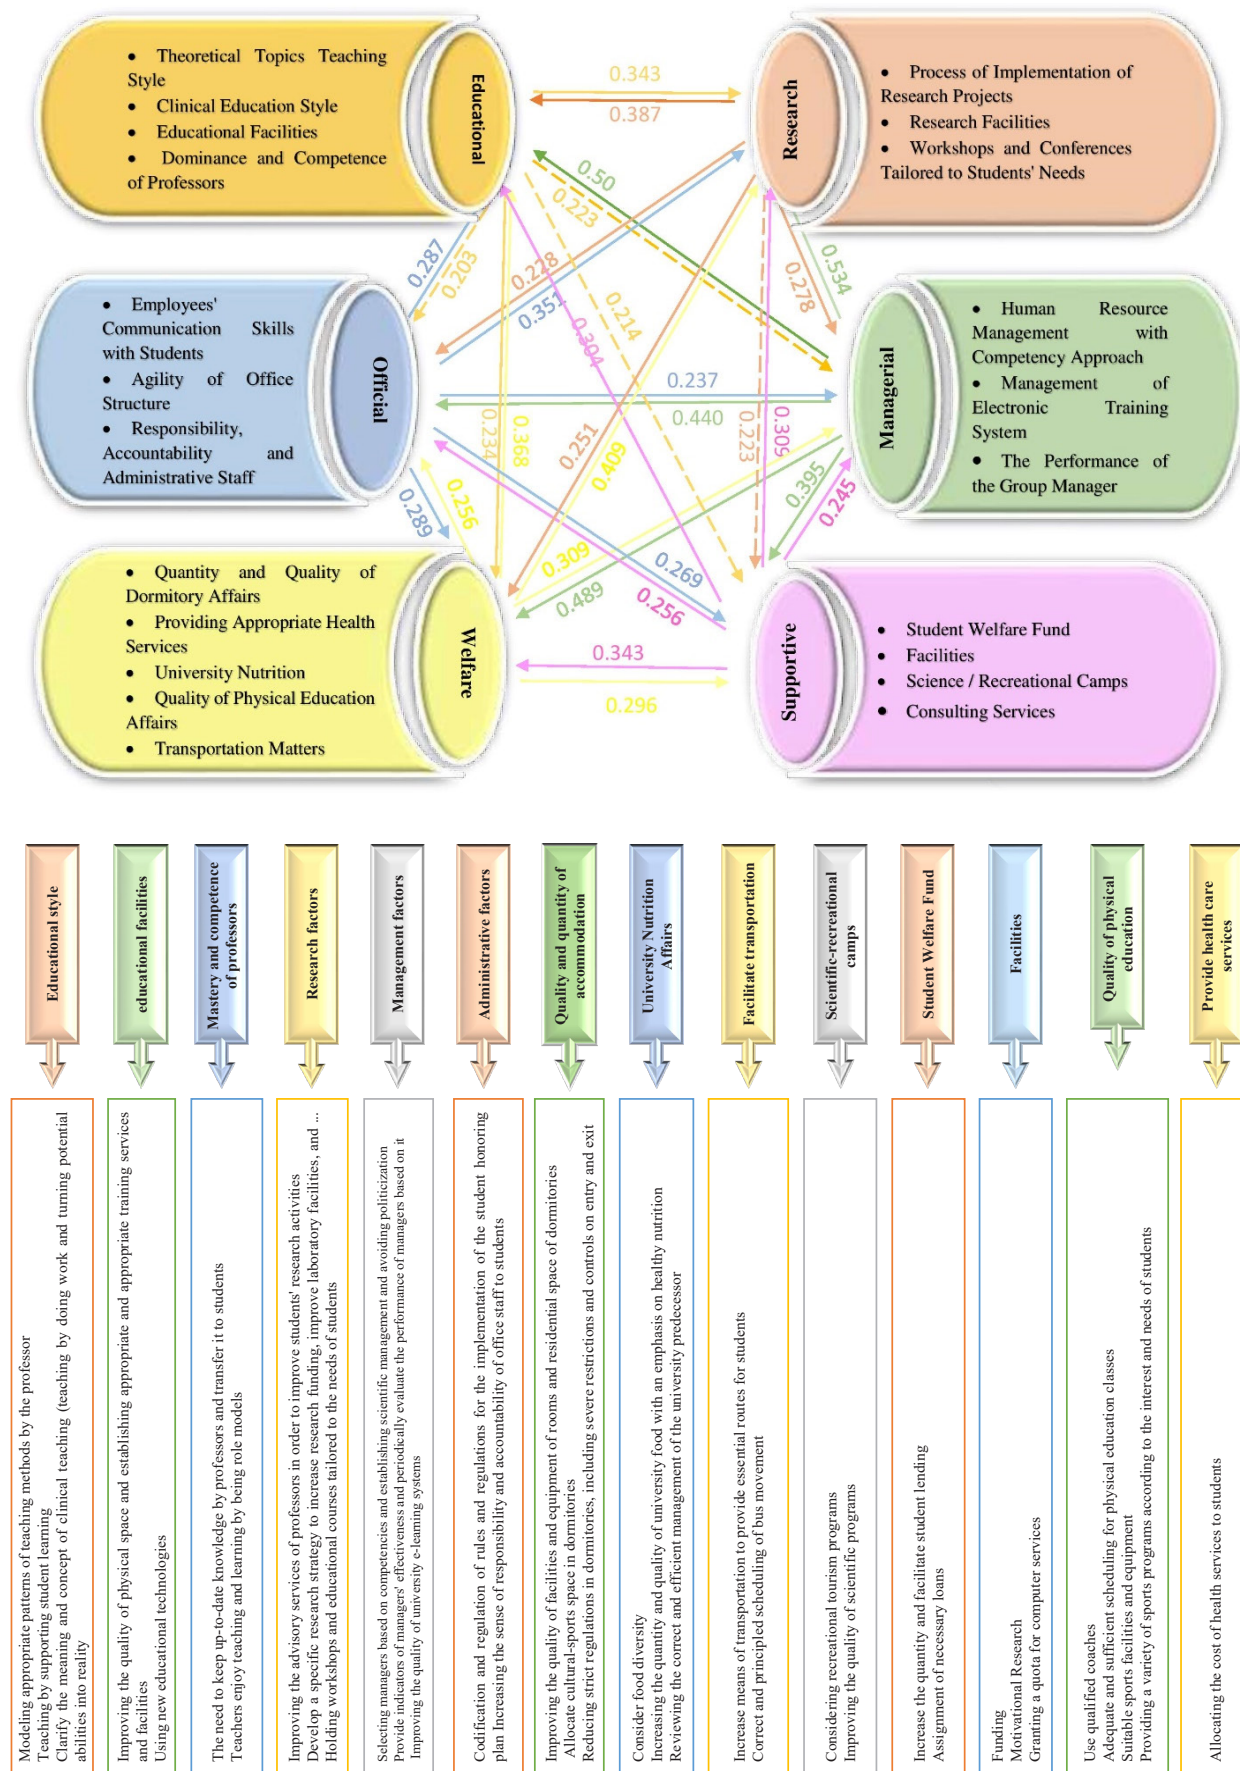 • Theoretical Topics Teaching
Style
• Clinical Education Style
• Educational Facilities
• Dominance and Competence
of Professors
Educational
0.343
0.387
Research
• Process of Implementation of
Research Projects
• Research Facilities
• Workshops and Conferences
Tailored to Students' Needs
0.50
0.223
0.287
0.203
0.228
0.351
0.214
0.304
0.278
0.534
• Employees'
Communication Skills
with Students
• Agility of Office
Structure
• Responsibility,
Accountability and
Administrative Staff
Official
0.237
0.440
Managerial
• Human Resource
Management with
Competency Approach
• Management of
Electronic Training
System
• The Performance of
the Group Manager
0.234
0.368
0.251
0.409
0.223
0.309
0.395
0.245
0.289
0.256
0.309
0.489
0.269
0.256
• Quantity and Quality of
Dormitory Affairs
• Providing Appropriate Health
Services
• University Nutrition
• Quality of Physical Education
Affairs
• Transportation Matters
Welfare
0.343
0.296
Supportive
• Student Welfare Fund
• Facilities
• Science / Recreational Camps
• Consulting Services
Educational style
Modeling appropriate patterns of teaching methods by the professor
Teaching by supporting student learning
Clarify the meaning and concept of clinical teaching (teaching by doing work and turning potential
abilities into reality
educational facilities
Improving the quality of physical space and establishing appropriate and appropriate training services
and facilities
Using new educational technologies
Mastery and competence
of professors
The need to keep up-to-date knowledge by professors and transfer it to students
Teachers enjoy teaching and learning by being role models
Research factors
Improving the advisory services of professors in order to improve students' research activities
Develop a specific research strategy to increase research funding, improve laboratory facilities, and ...
Holding workshops and educational courses tailored to the needs of students
Management factors
Selecting managers based on competencies and establishing scientific management and avoiding politicization
Provide indicators of managers' effectiveness and periodically evaluate the performance of managers based on it
Improving the quality of university e-learning systems
Administrative factors
Codification and regulation of rules and regulations for the implementation of the student honoring
plan Increasing the sense of responsibility and accountability of office staff to students
Quality and quantity of
accommodation
Improving the quality of facilities and equipment of rooms and residential space of dormitories
Allocate cultural-sports space in dormitories
Reducing strict regulations in dormitories, including severe restrictions and controls on entry and exit
University Nutrition
Affairs
Consider food diversity
Increasing the quantity and quality of university food with an emphasis on healthy nutrition
Reviewing the correct and efficient management of the university predecessor
Facilitate transportation
Increase means of transportation to provide essential routes for students
Correct and principled scheduling of bus movement
Scientific-recreational
camps
Considering recreational tourism programs
Improving the quality of scientific programs
Student Welfare Fund
Increase the quantity and facilitate student lending
Assignment of necessary loans
Facilities
Funding
Motivational Research
Granting a quota for computer services
Quality of physical
education
Use qualified coaches
Adequate and sufficient scheduling for physical education classes
Suitable sports facilities and equipment
Providing a variety of sports programs according to the interest and needs of students
Provide health care
services
Allocating the cost of health services to students